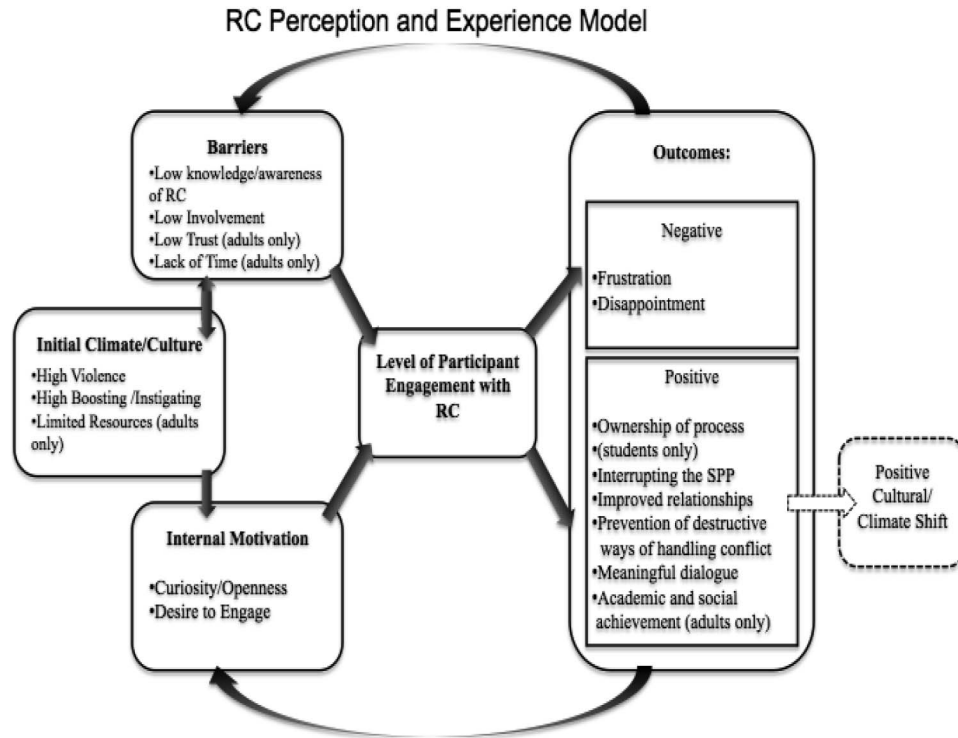 RC Perception and Experience Model
Barriers
•Low knowledge/awareness
of RC
•Low Involvement
•Low Trust (adults only)
•Lack of Time (adults only)
Initial Climate/Culture
•High Violence
•High Boosting /Instigating
•Limited Resources (adults
only)
Internal Motivation
•Curiosity/Openness
•Desire to Engage
Level of Participant
Engagement with
RC
Outcomes:
Negative
•Frustration
•Disappointment
Positive
•Ownership of process
•(students only)
•Interrupting the SPP
•Improved relationships
•Prevention of destructive
ways of handling conflict
•Meaningful dialogue
•Academic and social
achievement (adults only)
Positive
Cultural/
Climate Shift